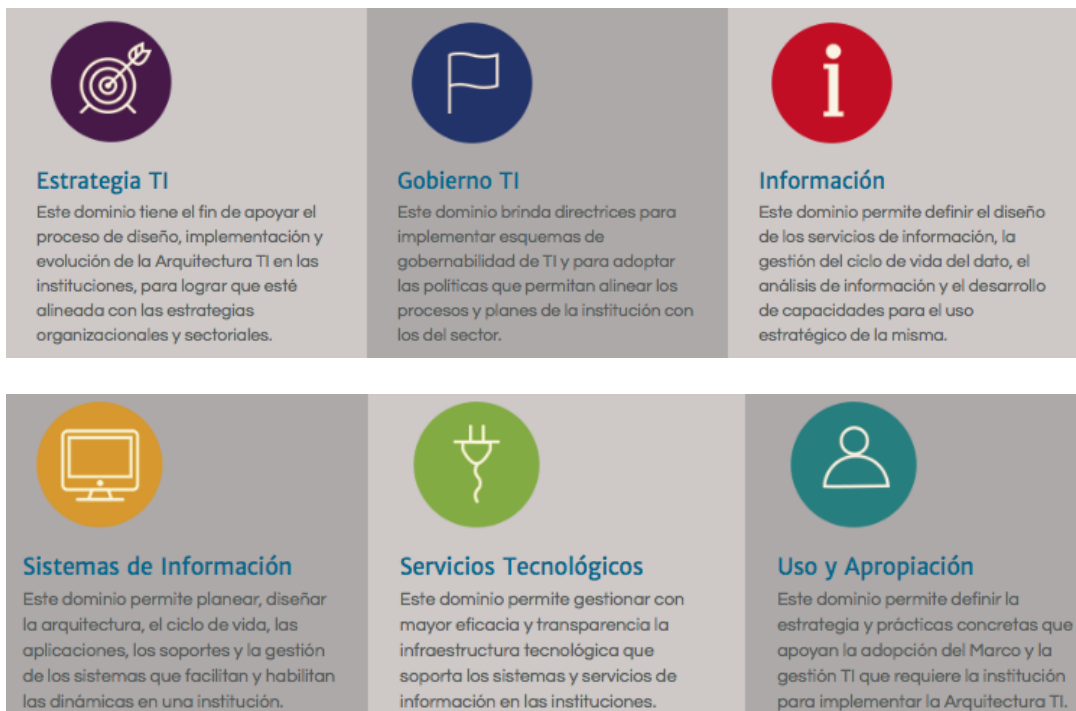 Estrategia TI
Este dominio tiene el fin de apoyar el
proceso de diseño, implementación y
evolución de la Arquitectura TI en las
instituciones, para lograr que esté
alineada con las estrategias
organizacionales y sectoriales.
Gobierno TI
Este dominio brinda directrices para
implementar esquemas de
gobernabilidad de TI y para adoptar
las políticas que permitan alinear los
procesos y planes de la institución con
los del sector.
Información
Este dominio permite definir el diseño
de los servicios de información, la
gestión del ciclo de vida del dato, el
análisis de información y el desarrollo
de capacidades para el uso
estratégico de la misma.
Sistemas de Información
Este dominio permite planear, diseñar
la arquitectura, el ciclo de vida, las
aplicaciones, los soportes y la gestión
de los sistemas que facilitan y habilitan
las dinámicas en una institución.
Servicios Tecnológicos
Este dominio permite gestionar con
mayor eficacia y transparencia la
infraestructura tecnológica que
soporta los sistemas y servicios de
información en las instituciones.
Uso y Apropiación
Este dominio permite definir la
estrategia y prácticas concretas que
apoyan la adopción del Marco y la
gestión TI que requiere la institución
para implementar la Arquitectura TI.